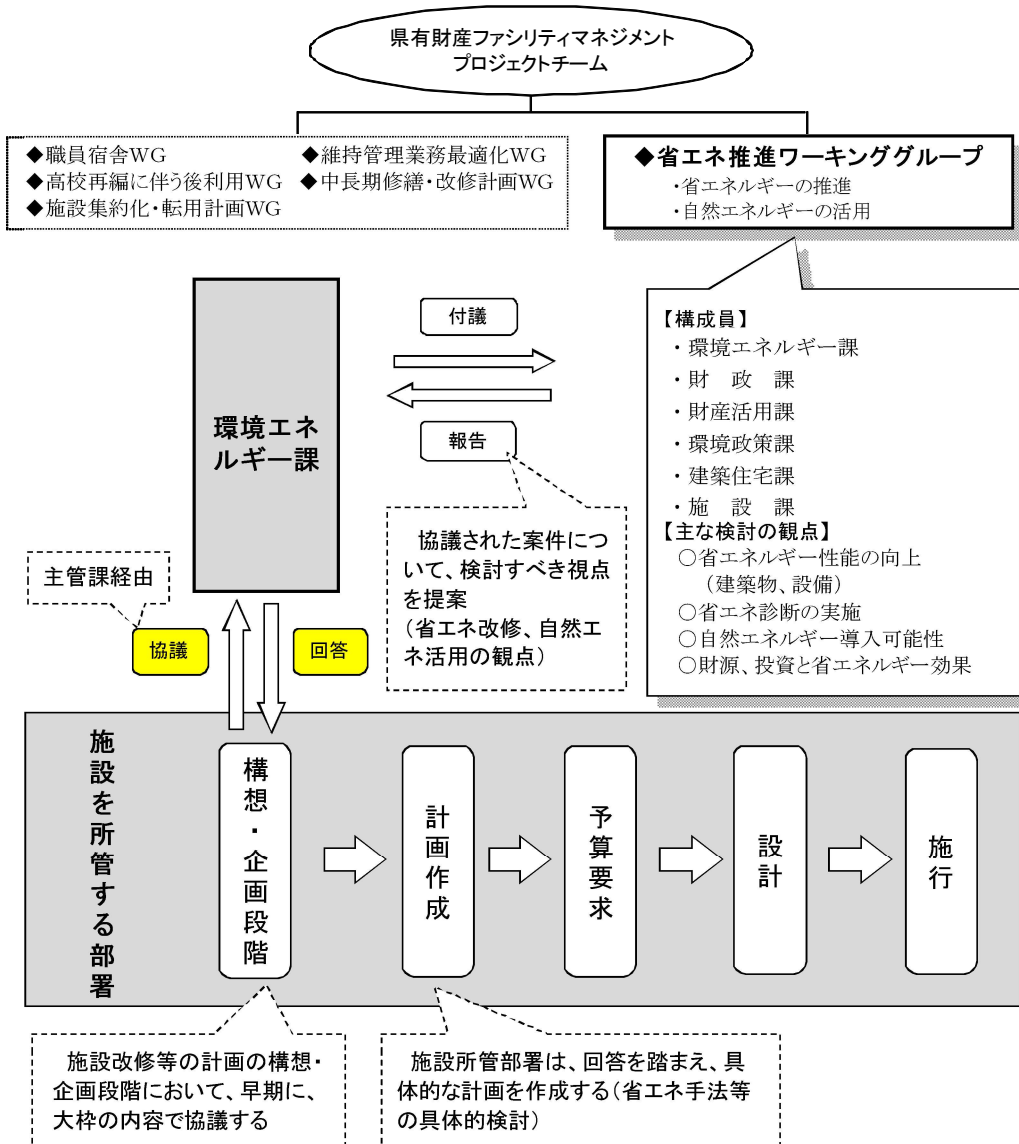 県有財産ファシリティマネジメント
プロジェクトチーム
◆職員宿舎WG
◆維持管理業務最適化WG
◆高校再編に伴う後利用WG
◆中長期修繕・改修計画WG
◆施設集約化・転用計画WG
◆省エネ推進ワーキンググループ
・省エネルギーの推進
・自然エネルギーの活用
【構成員】
・環境エネルギー課
・財　政　課
・財産活用課
・環境政策課
・建築住宅課
・施　設　課
【主な検討の観点】
○省エネルギー性能の向上
（建築物、設備）
○省エネ診断の実施
○自然エネルギー導入可能性
○財源、投資と省エネルギー効果
付議
報告
環境エネ
ルギー課
協議された案件につ
いて、検討すべき視点
を提案
（省エネ改修、自然エ
ネ活用の観点）
主管課経由
協議
回答
施設を所管する部署
構想・企画段階
計画作成
予算要求
設計
施行
施設改修等の計画の構想・
企画段階において、早期に、
大枠の内容で協議する
施設所管部署は、回答を踏まえ、具
体的な計画を作成する（省エネ手法等
の具体的検討）